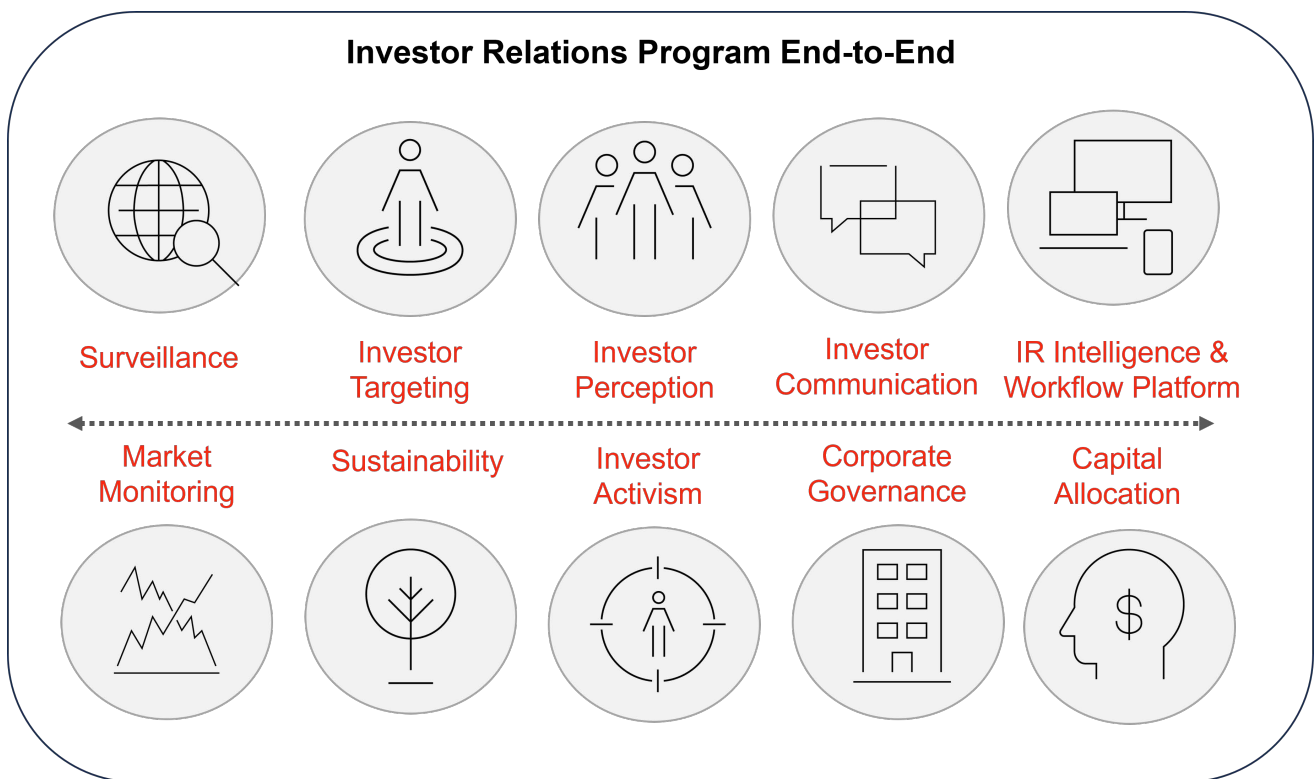 Investor Relations Program End-to-End
Surveillance
Investor
Targeting
Investor
Perception
Investor
Communication
IR Intelligence &
Workflow Platform
Market
Monitoring
Sustainability
Investor
Activism
Corporate
Governance
Capital
Allocation
$